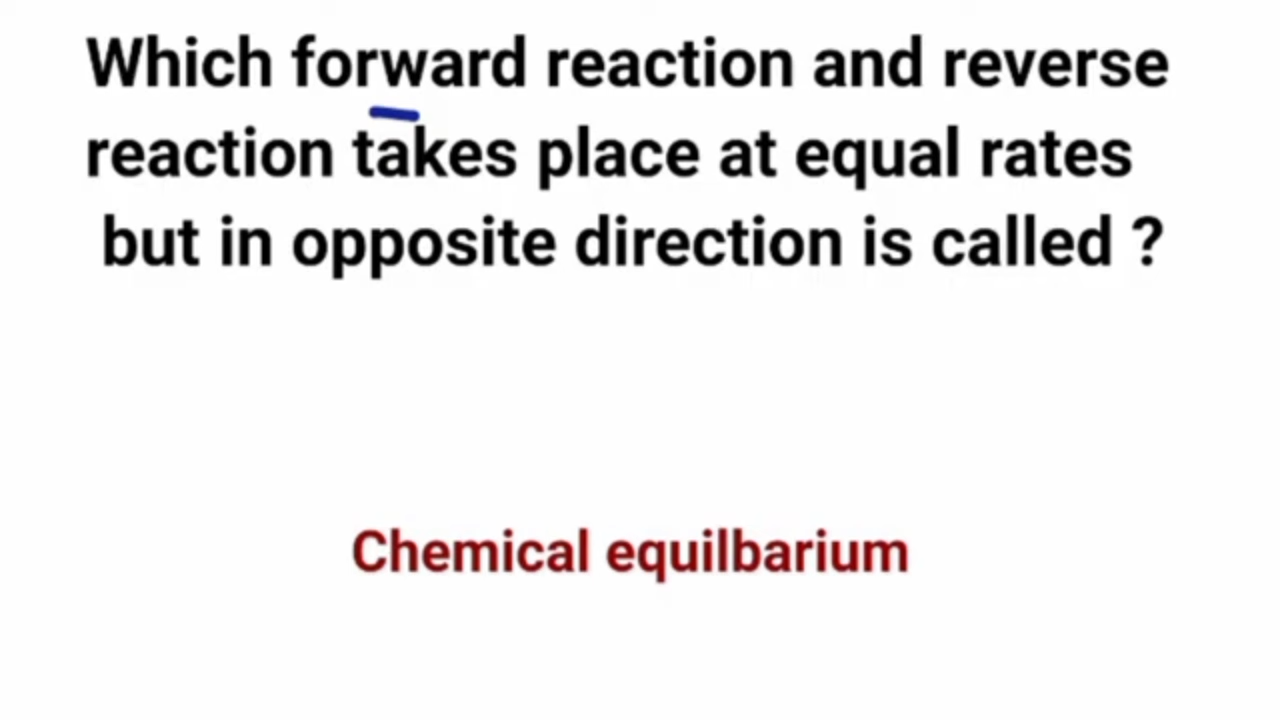 Which forward reaction and reverse
reaction takes place at equal rates
but in opposite direction is called ?
Chemical equilbarium